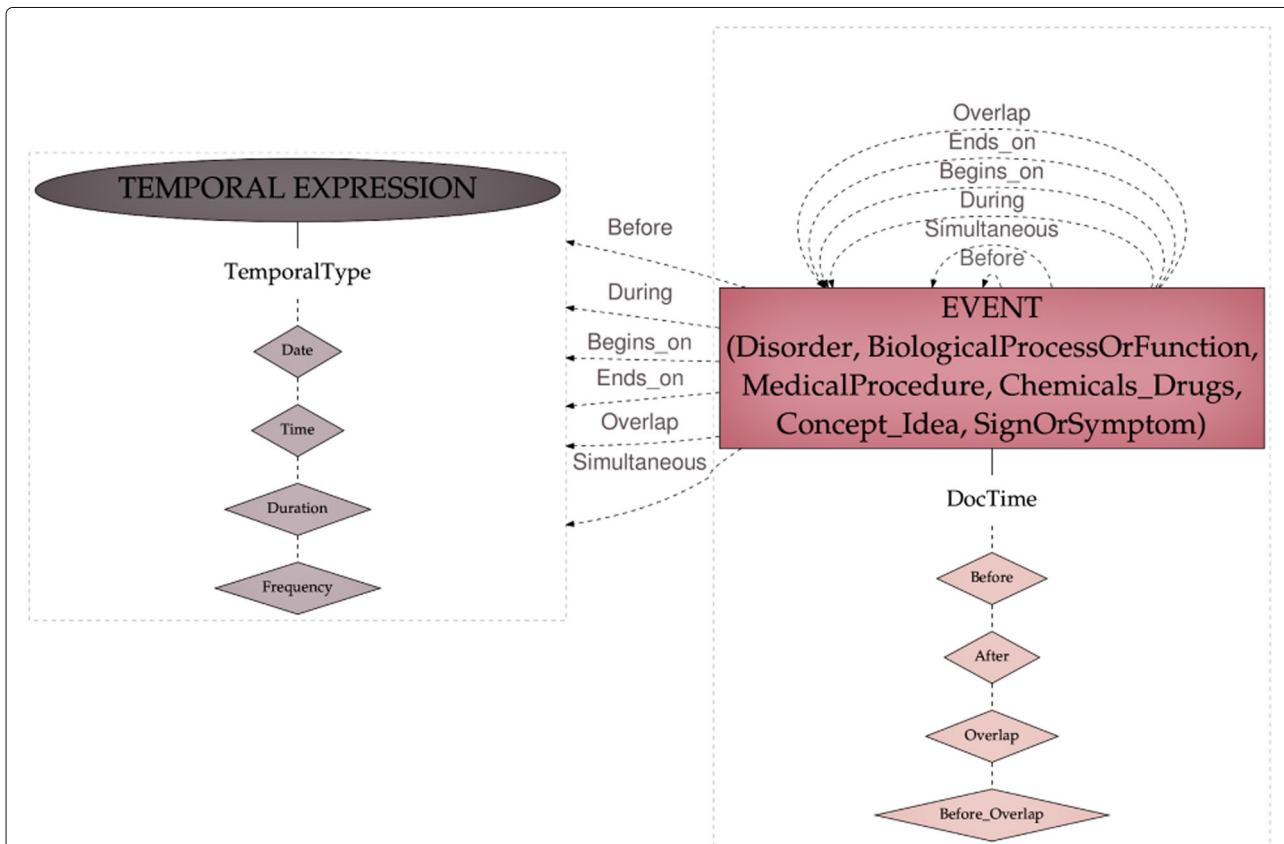 TEMPORAL EXPRESSION
TemporalType
Date
Time
Duration
Frequency
Before
During
Begins_on
Ends_on
Overlap
Simultaneous
Overlap
Ends_on
Begins_on
During
Simultaneous
Before
EVENT
(Disorder, BiologicalProcessOrFunction,
MedicalProcedure, Chemicals_Drugs,
Concept_Idea, SignOrSymptom)
DocTime
Before
After
Overlap
Before_Overlap